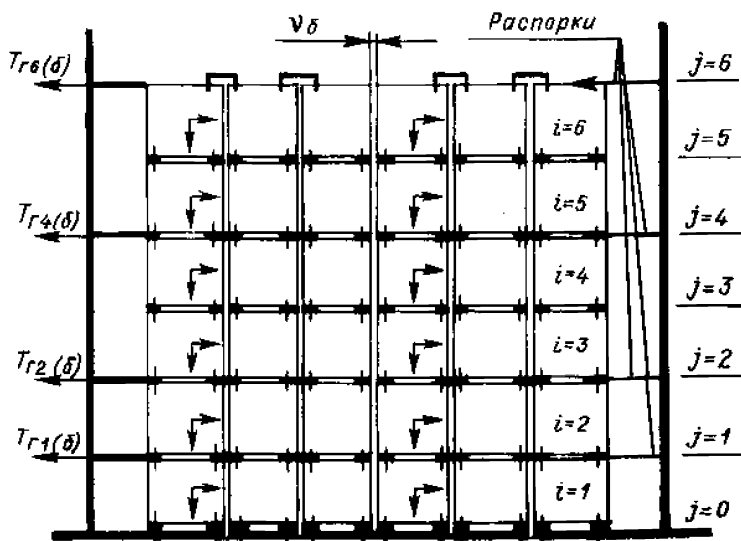 νб
Распорки
Tг6(б)
j=6
i=6
j=5
Tг4(б)
i=5
j=4
i=4
j=3
i=3
Tг2(б)
j=2
i=2
Tг1(б)
j=1
i=1
j=0